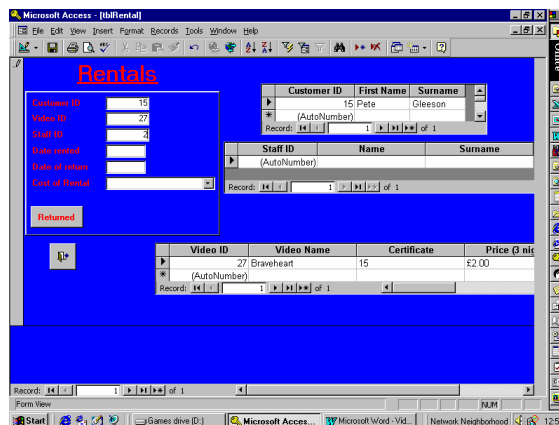 Microsoft Access - [tblRental]
File Edit View Insert Format Records Tools Window Help
Rentals
Customer ID 15
Video ID 27
Staff ID 2
Date rented
Date of return
Cost of Rental
Returned
Customer ID First Name Surname
15 Pete Gleeson
(AutoNumber)
Record: 1 of 1
Staff ID Name Surname
(AutoNumber)
Record: 1 of 1
Video ID Video Name Certificate Price (3 nig
27 Braveheart 15 £2.00
(AutoNumber)
Record: 1 of 1
Record: 1 of 1
Form View NUM
Start Games drive (D:) Microsoft Acces... Microsoft Word - Vid... Network Neighborhood 12:5
Office